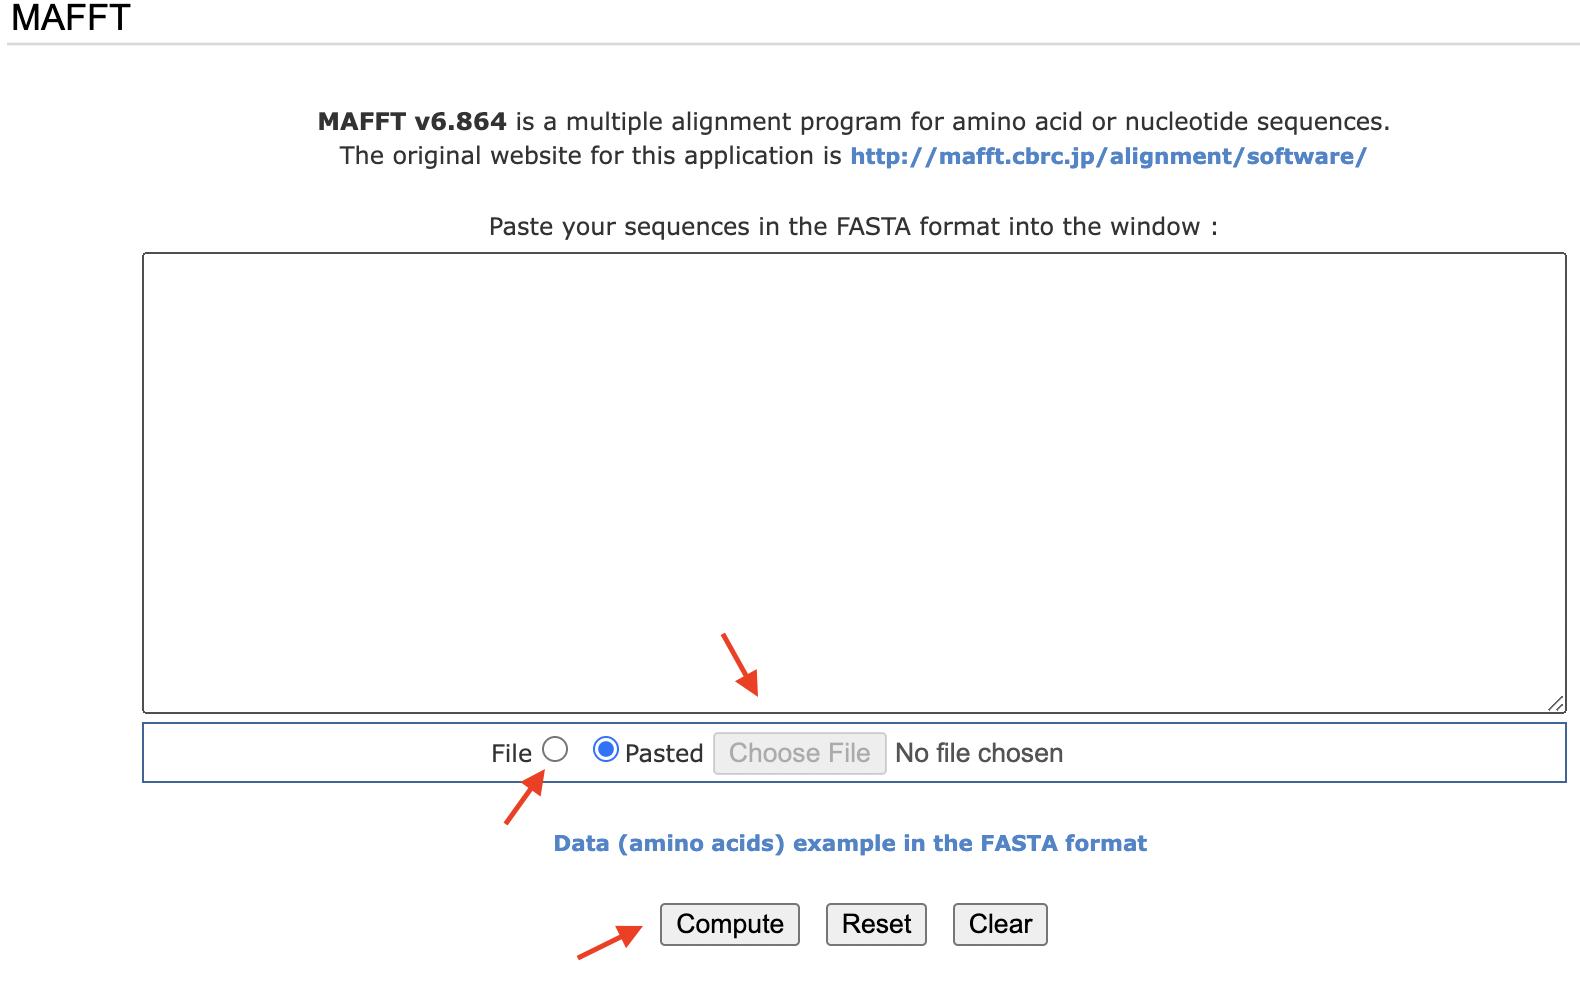 MAFFT
MAFFT v6.864 is a multiple alignment program for amino acid or nucleotide sequences.
The original website for this application is http://mafft.cbrc.jp/alignment/software/
Paste your sequences in the FASTA format into the window :
File Pasted Choose File No file chosen
Data (amino acids) example in the FASTA format
Compute Reset Clear